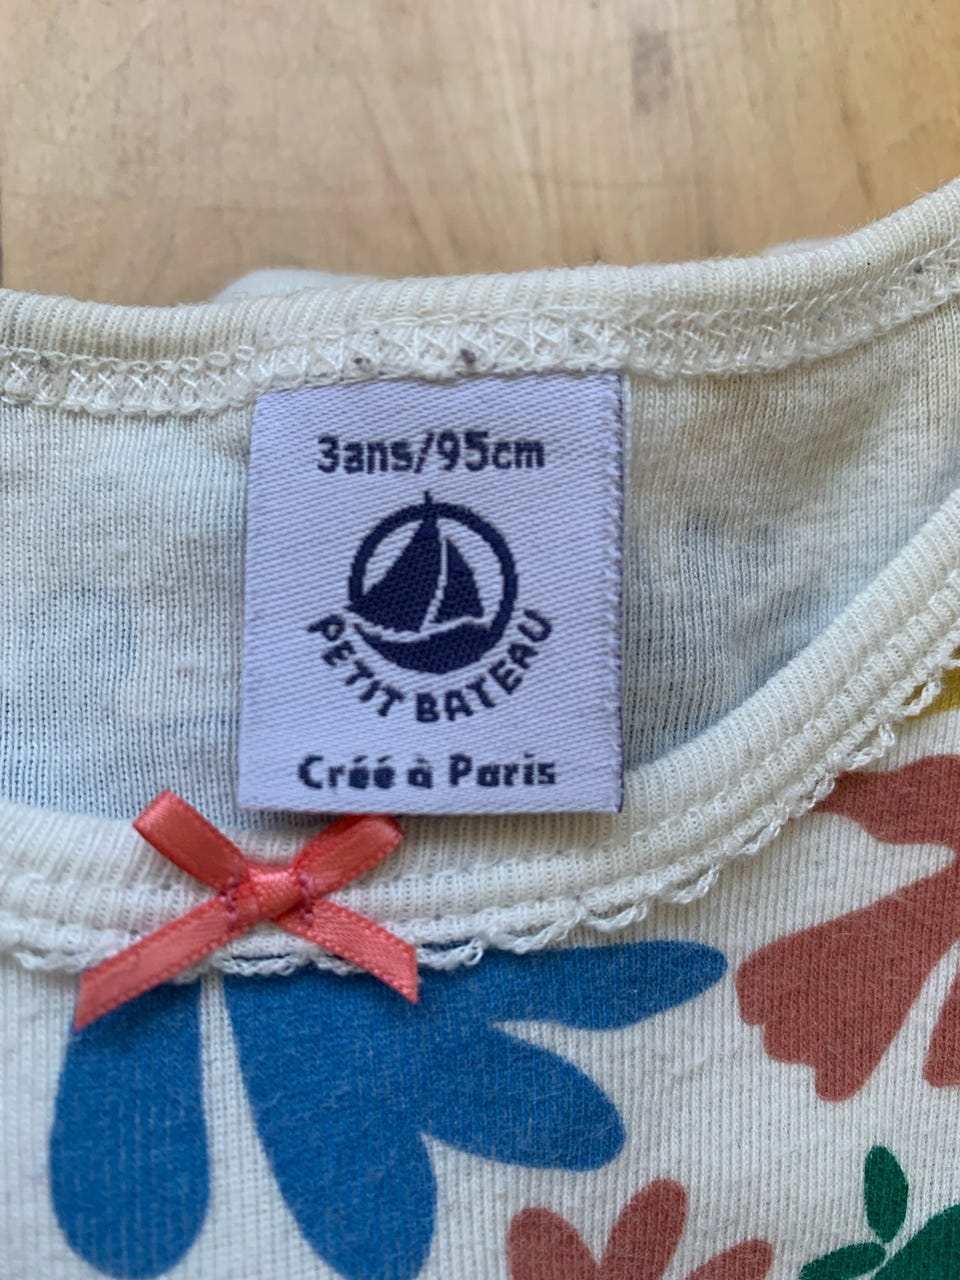 3ans/95cm
PETIT BATEAU
Créé à Paris